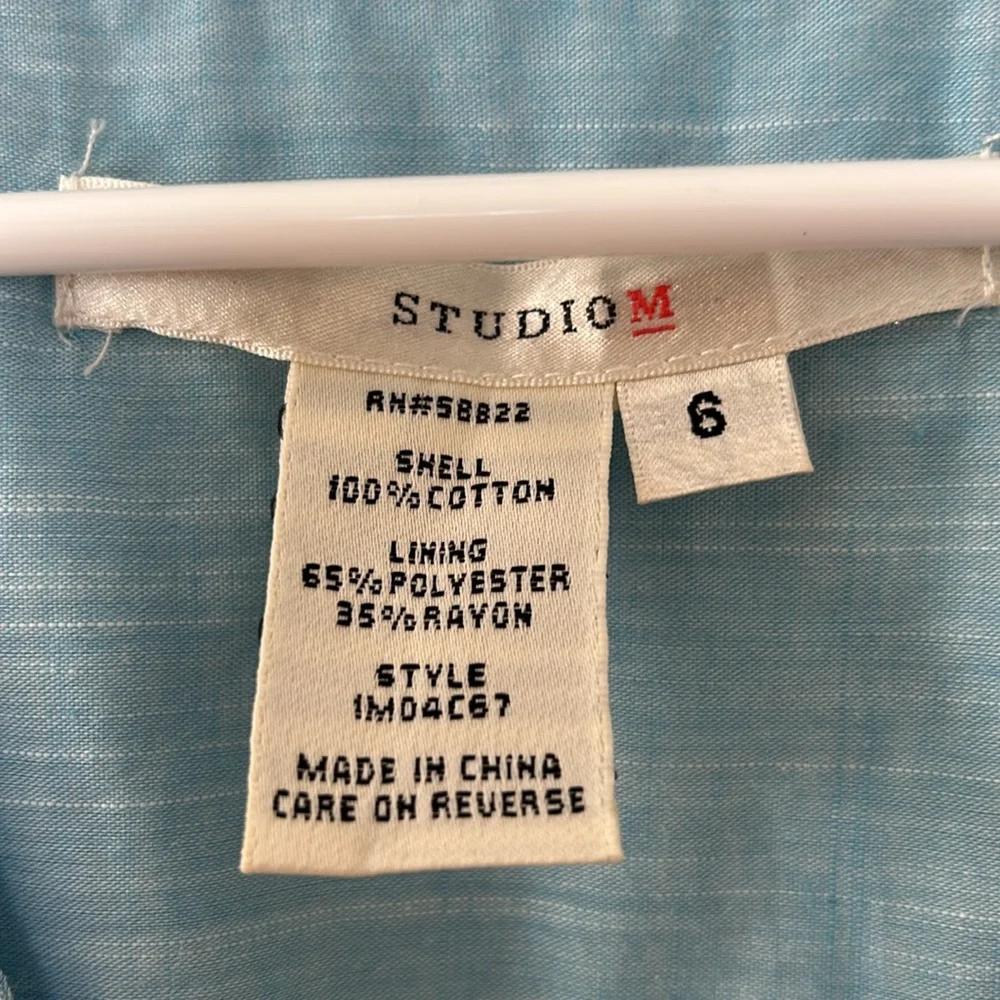 STUDIOM
RN#58822
6
SHELL
100%COTTON
LINING
65%POLYESTER
35%RAYON
STYLE
1M04C67
MADE IN CHINA
CARE ON REVERSE